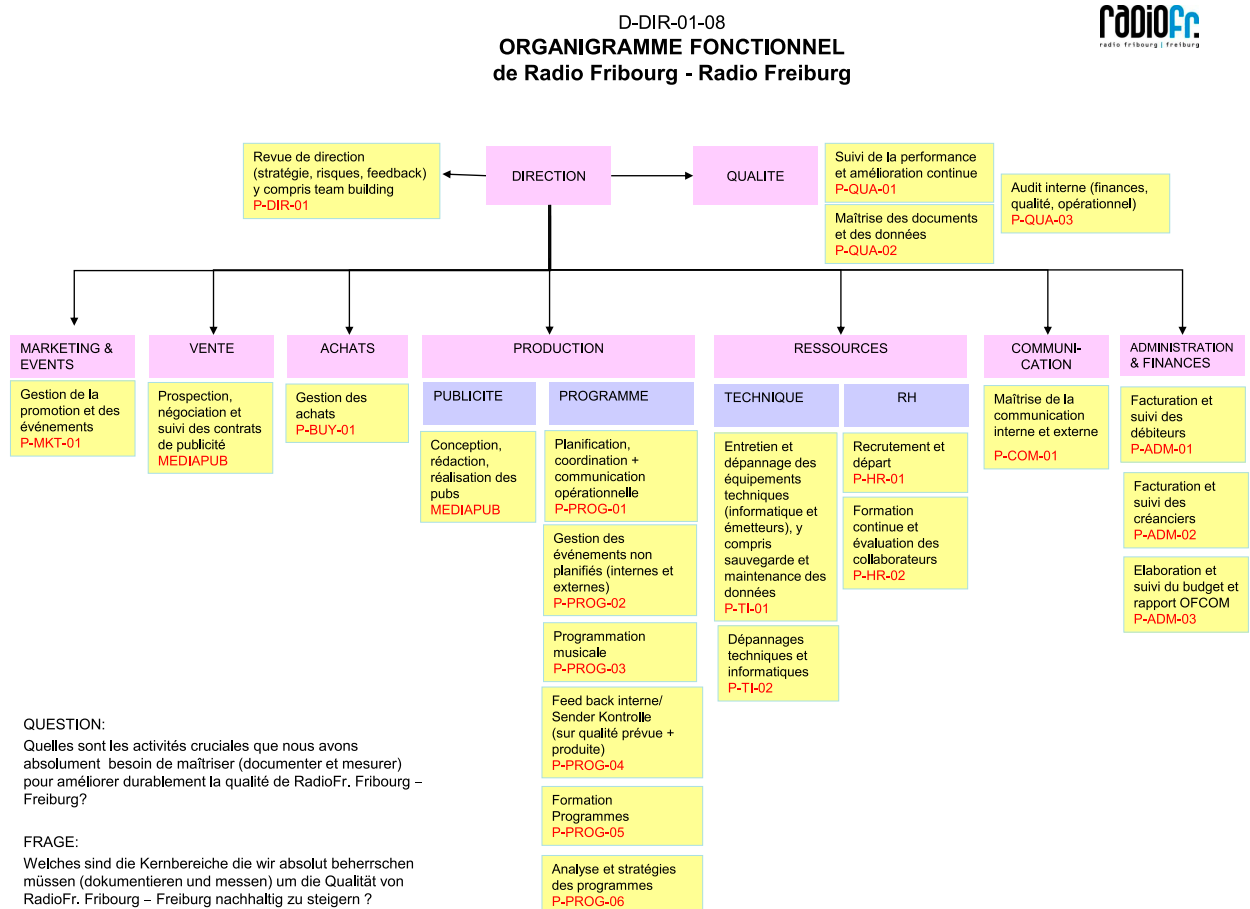 D-DIR-01-08
ORGANIGRAMME FONCTIONNEL
de Radio Fribourg - Radio Freiburg
RaDIOFr.
radio fribourg | freiburg
Revue de direction
(stratégie, risques, feedback)
y compris team building
P-DIR-01
DIRECTION
QUALITE
Suivi de la performance
et amélioration continue
P-QUA-01
Maîtrise des documents
et des données
P-QUA-02
Audit interne (finances,
qualité, opérationnel)
P-QUA-03
MARKETING &
EVENTS
Gestion de la
promotion et des
événements
P-MKT-01
VENTE
Prospection,
négociation et
suivi des contrats
de publicité
MEDIAPUB
ACHATS
Gestion des
achats
P-BUY-01
PRODUCTION
PUBLICITE
Conception,
rédaction,
réalisation des
pubs
MEDIAPUB
PROGRAMME
Planification,
coordination +
communication
opérationnelle
P-PROG-01
Gestion des
événements non
planifiés (internes et
externes)
P-PROG-02
Programmation
musicale
P-PROG-03
Feed back interne/
Sender Kontrolle
(sur qualité prévue +
produite)
P-PROG-04
Formation
Programmes
P-PROG-05
Analyse et stratégies
des programmes
P-PROG-06
RESSOURCES
TECHNIQUE
Entretien et
dépannage des
équipements
techniques
(informatique et
émetteurs), y
compris
sauvegarde et
maintenance des
données
P-TI-01
Dépannages
techniques et
informatiques
P-TI-02
RH
Recrutement et
départ
P-HR-01
Formation
continue et
évaluation des
collaborateurs
P-HR-02
COMMUNI-
CATION
Maîtrise de la
communication
interne et externe
P-COM-01
ADMINISTRATION
& FINANCES
Facturation et
suivi des
débiteurs
P-ADM-01
Facturation et
suivi des
créanciers
P-ADM-02
Elaboration et
suivi du budget et
rapport OFCOM
P-ADM-03
QUESTION:
Quelles sont les activités cruciales que nous avons
absolument besoin de maîtriser (documenter et mesurer)
pour améliorer durablement la qualité de RadioFr. Fribourg –
Freiburg?
FRAGE:
Welches sind die Kernbereiche die wir absolut beherrschen
müssen (dokumentieren und messen) um die Qualität von
RadioFr. Fribourg – Freiburg nachhaltig zu steigern ?